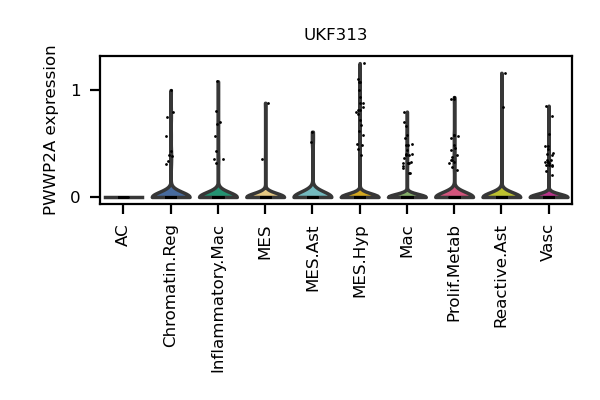 UKF313
PWWP2A expression
1
0
AC
Chromatin.Reg
Inflammatory.Mac
MES
MES.Ast
MES.Hyp
Mac
Prolif.Metab
Reactive.Ast
Vasc